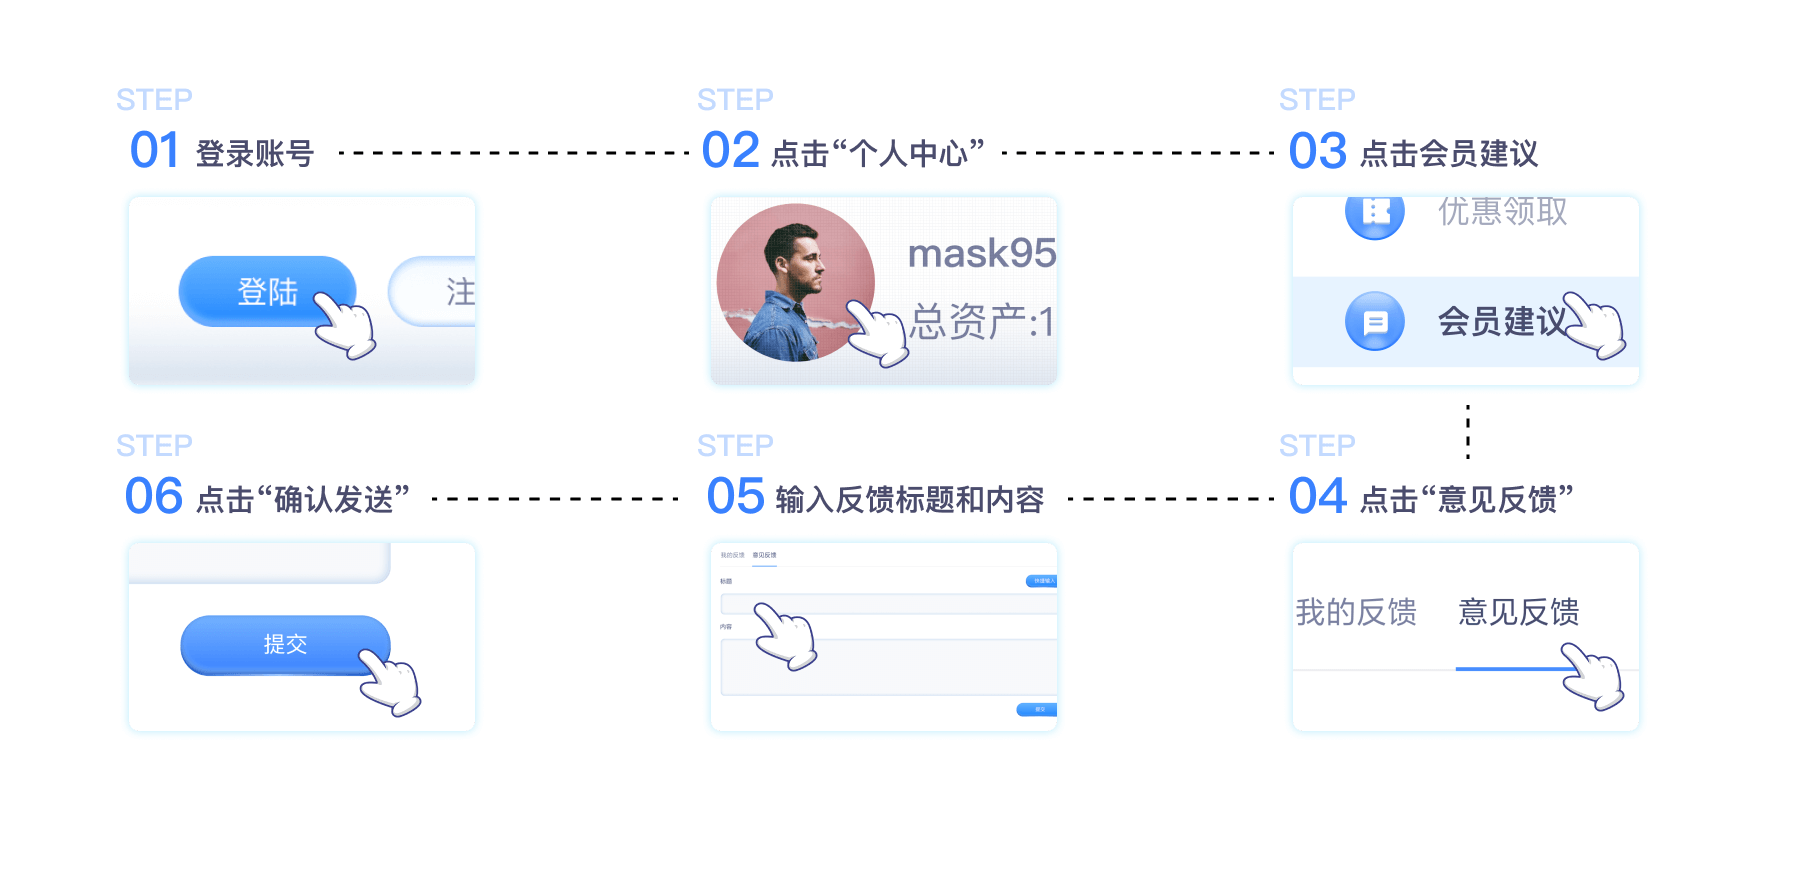 STEP
01 登录账号
登陆
注
STEP
02 点击“个人中心”
mask95
总资产:1
STEP
03 点击会员建议
优惠领取
会员建议
STEP
04 点击“意见反馈”
我的反馈 意见反馈
STEP
05 输入反馈标题和内容
我的反馈 意见反馈
标题
快捷输入
内容
提交
STEP
06 点击“确认发送”
提交